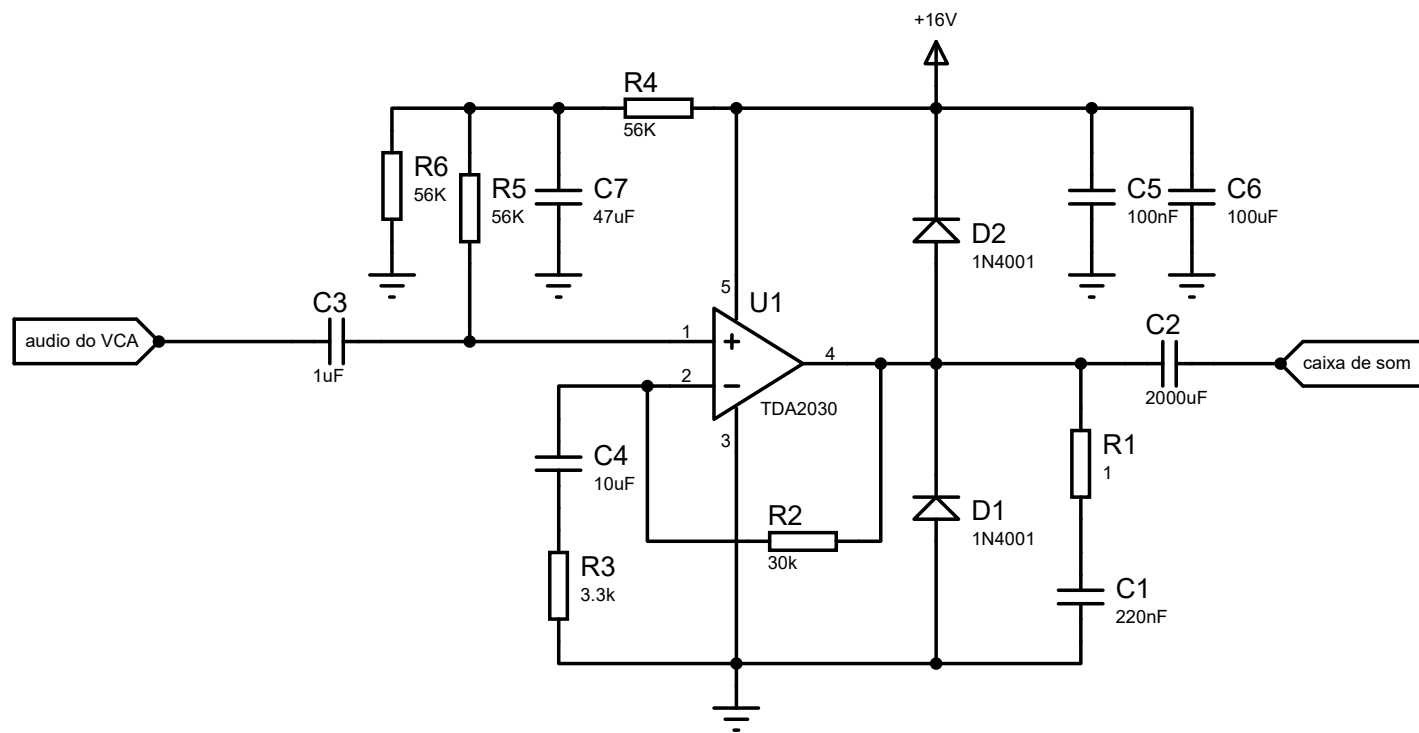 +16V
R4
56K
R6
56K
R5
56K
C7
47uF
C5
100nF
C6
100uF
D2
1N4001
audio do VCA
C3
1uF
5
U1
1
2
4
3
TDA2030
C2
2000uF
caixa de som
C4
10uF
R1
1
R2
30k
D1
1N4001
R3
3.3k
C1
220nF